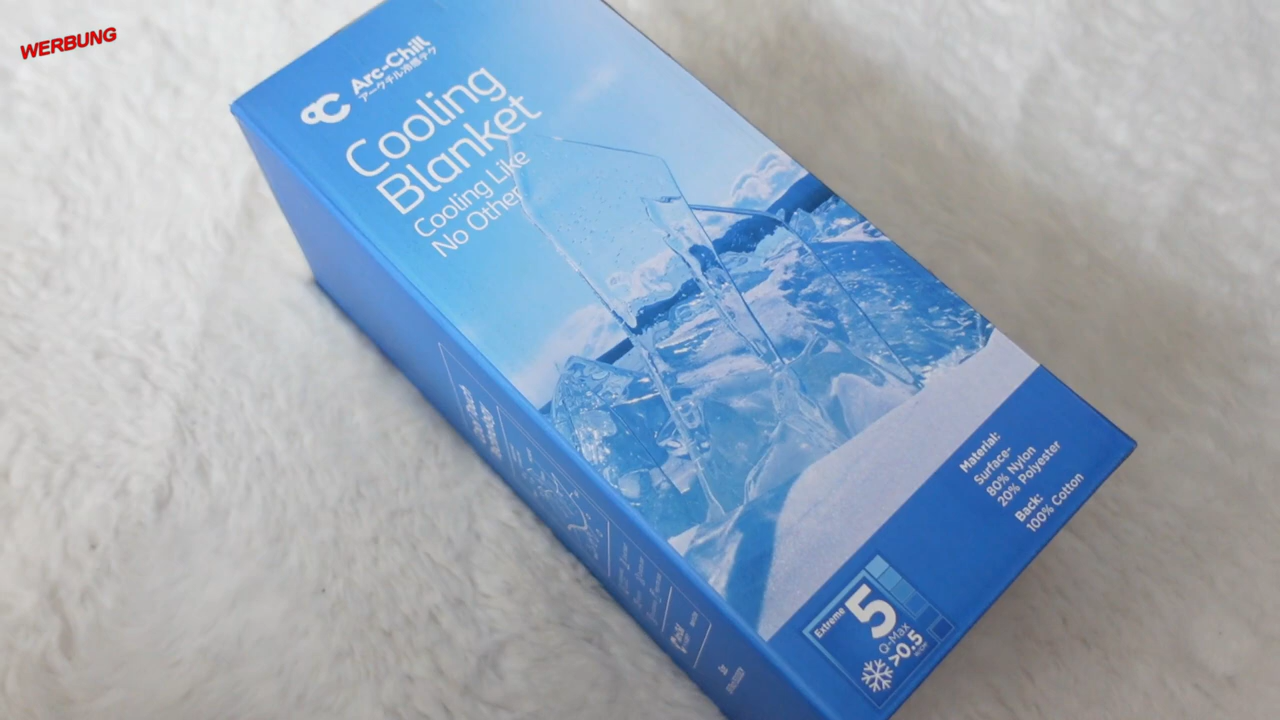 WERBUNG
Arc-Chill
アークチル冷感テク
Cooling
Blanket
Cooling Like
No Other
Material:
Surface-
80% Nylon
20% Polyester
Back:
100% Cotton
Extreme
5
Q-Max
>0.5